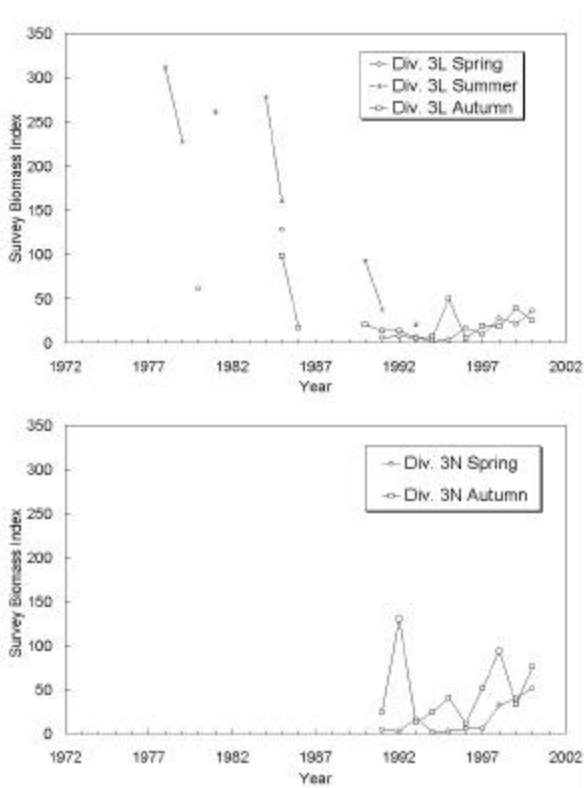 350
300
250
200
150
100
50
0
Survey Biomass Index
Div. 3L Spring
Div. 3L Summer
Div. 3L Autumn
1972 1977 1982 1987 1992 1997 2002
Year
350
300
250
200
150
100
50
0
Survey Biomass Index
Div. 3N Spring
Div. 3N Autumn
1972 1977 1982 1987 1992 1997 2002
Year